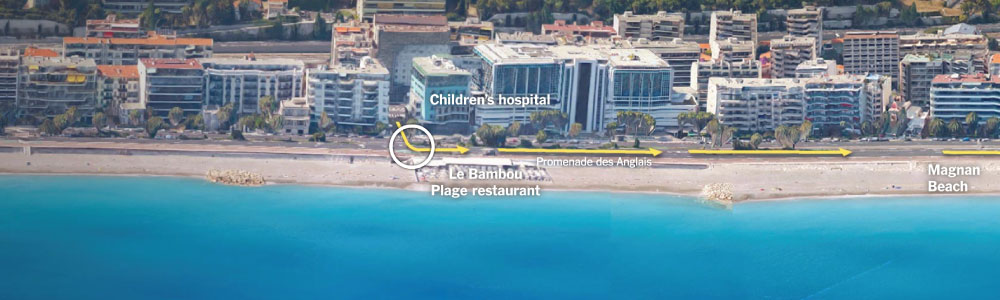 Children's hospital
Promenade des Anglais
Le Bambou
Plage restaurant
Magnan
Beach